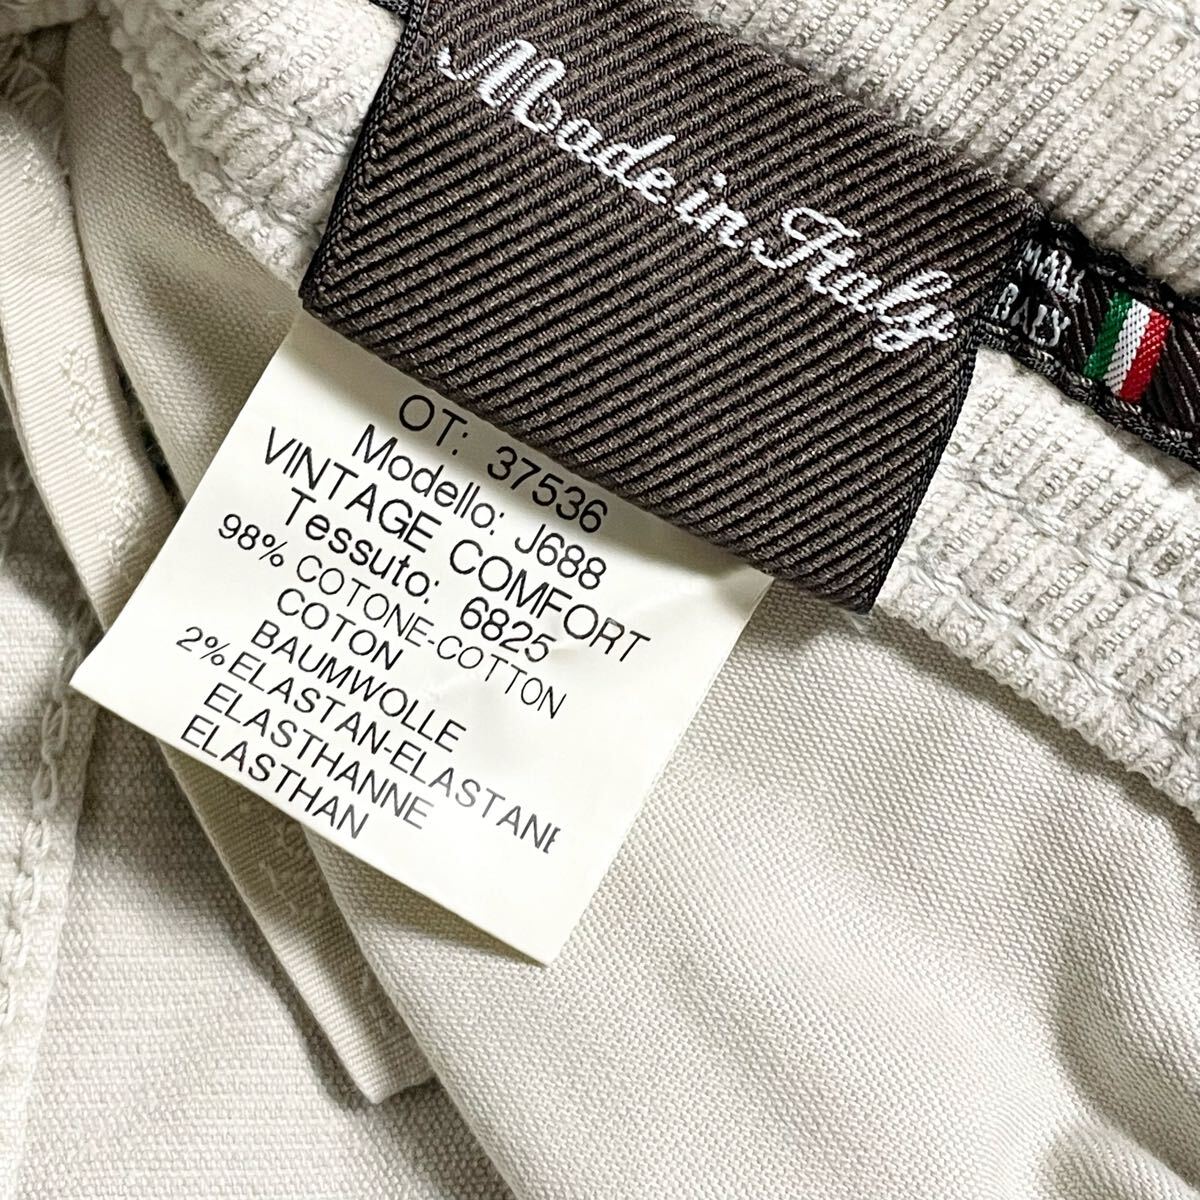 Made in Italy
OT: 37536
Modello: J688
VINTAGE COMFORT
Tessuto: 6825
98% COTONE-COTTON
COTON
BAUMWOLLE
2% ELASTAN-ELASTANE
ELASTHANNE
ELASTHAN